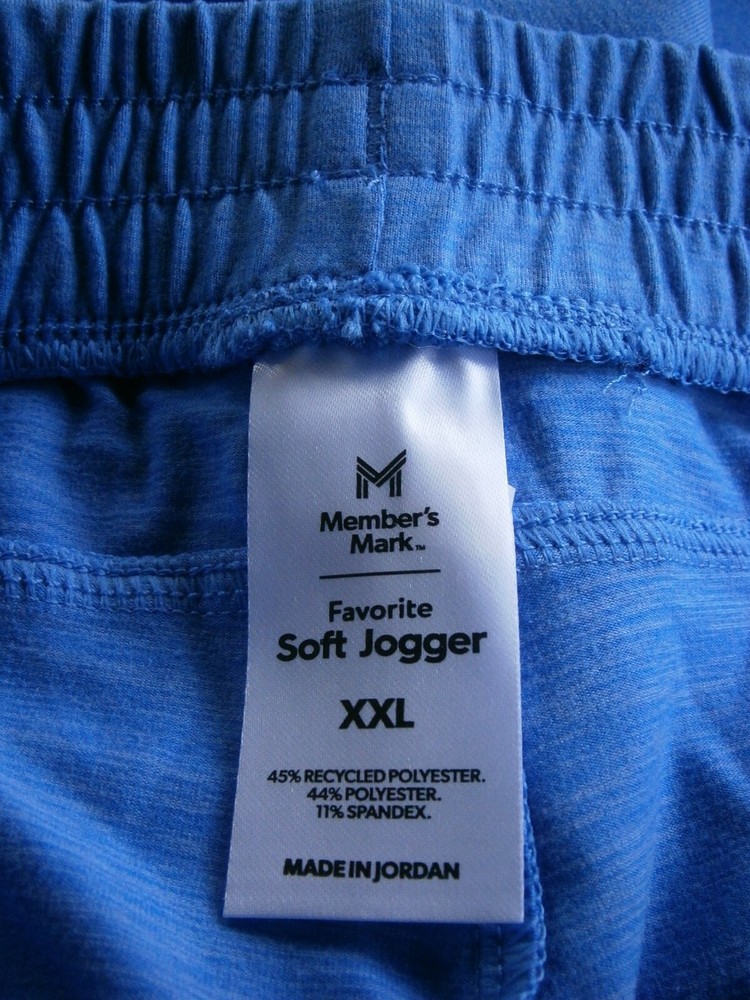 Member's
Mark™
Favorite
Soft Jogger
XXL
45% RECYCLED POLYESTER.
44% POLYESTER.
11% SPANDEX.
MADE IN JORDAN